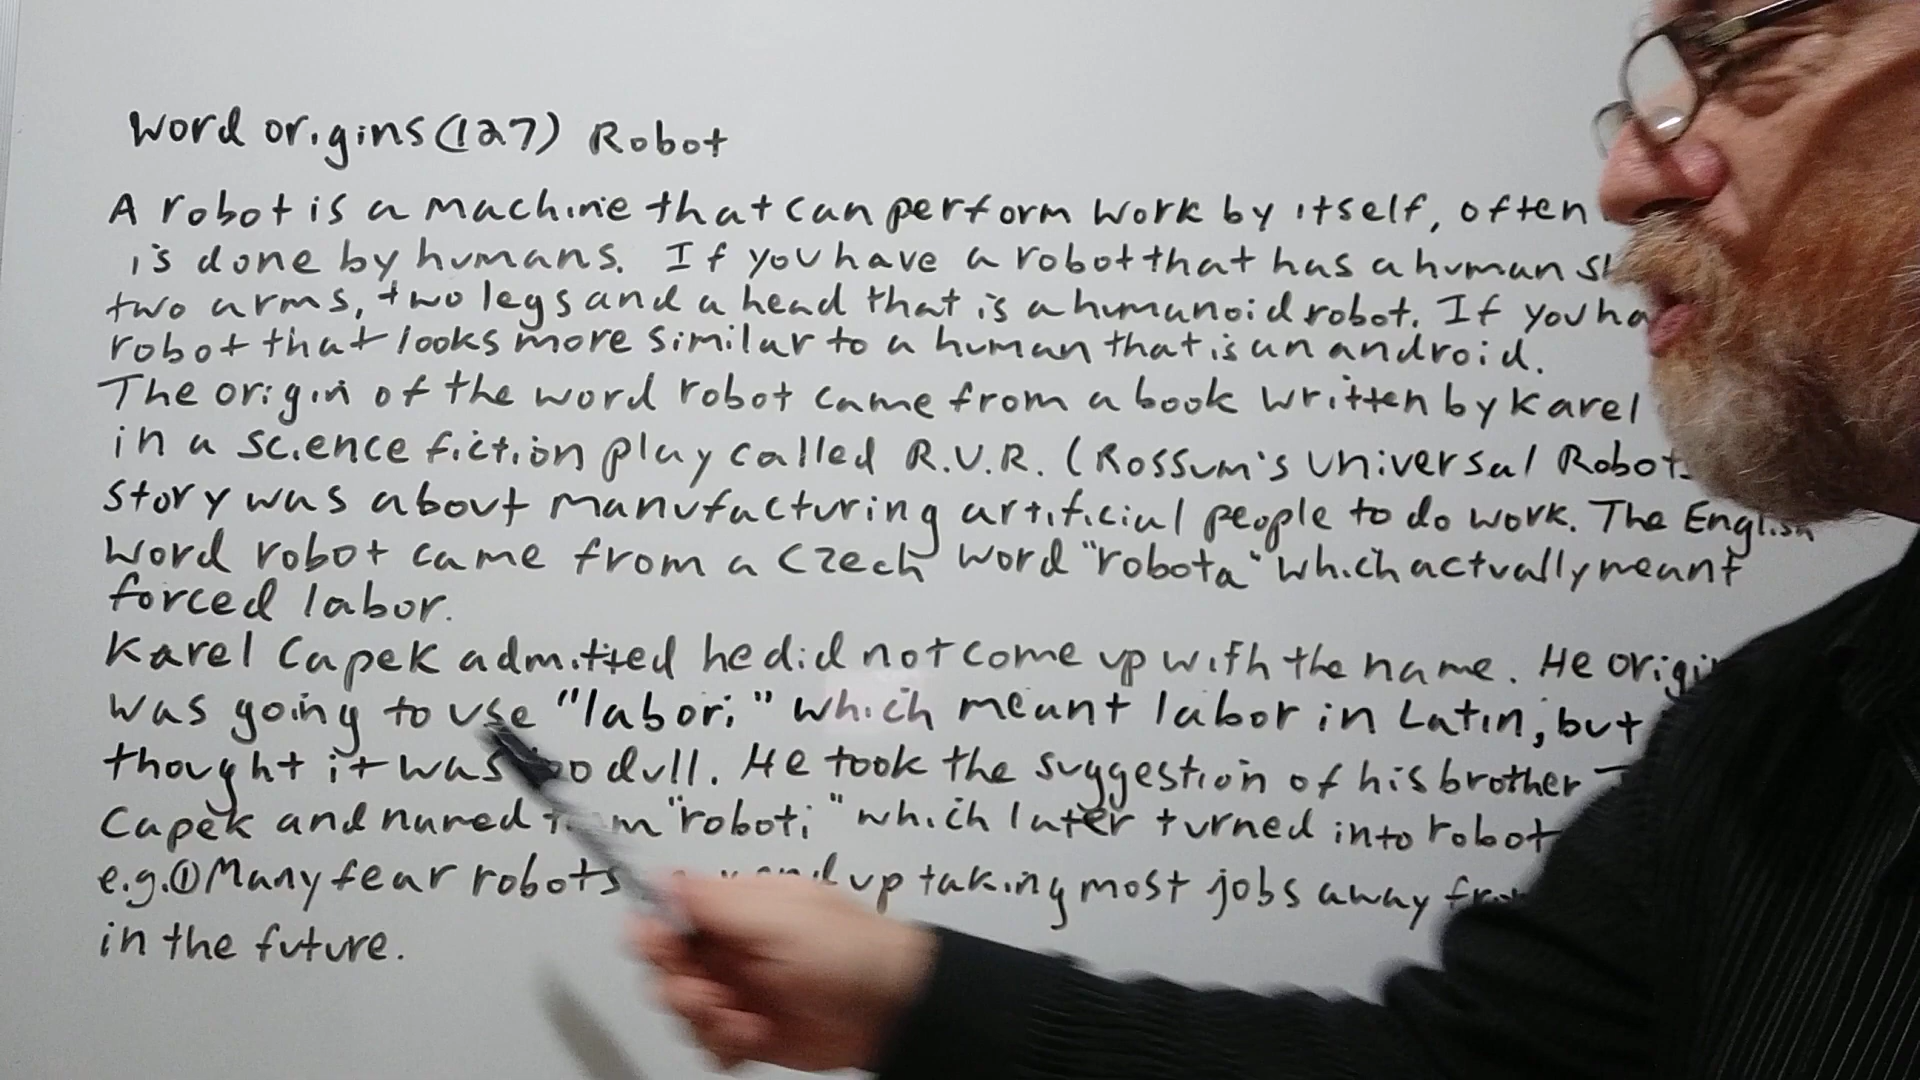 Word origins (127) Robot
A robot is a machine that can perform work by itself, often
is done by humans. If you have a robot that has a human
two arms, two legs and a head that is a humanoid robot. If you
robot that looks more similar to a human that is an android.
The origin of the word robot came from a book written by Karel
in a science fiction play called R.U.R. (Rossum's Universal Robots
story was about manufacturing artificial people to do work. The English
word robot came from a Czech word "robota" which actually meant
forced labor.
Karel Capek admitted he did not come up with the name. He
was going to use "labori" which meant labor in Latin, but
thought it was too dull. He took the suggestion of his brother
Capek and named them "roboti" which later turned into robot
e.g. ① Many fear robots up taking most jobs away
in the future.